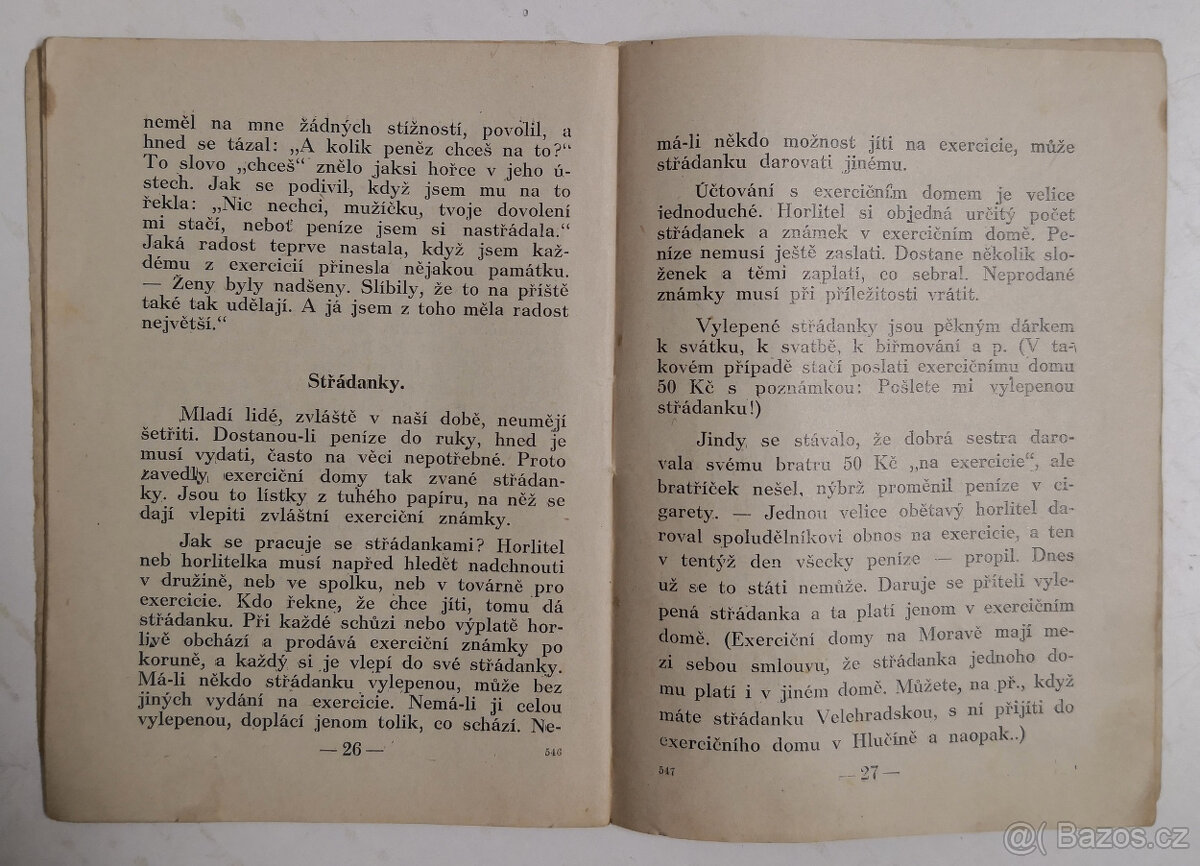 neměl na mne žádných stížností, povolil, a
hned se tázal: „A kolik peněz chceš na to?“
To slovo „chceš“ znělo jaksi hořce v jeho ú-
stech. Jak se podivil, když jsem mu na to
řekla: „Nic nechci, mužíčku, tvoje dovolení
mi stačí, neboť peníze jsem si nastřádala.“
Jaká radost teprve nastala, když jsem kaž-
dému z exercicií přinesla nějakou památku.
— Ženy byly nadšeny. Slíbily, že to na příště
také tak udělají. A já jsem z toho měla radost
největší.“
Střádanky.
Mladí lidé, zvláště v naší době, neumějí
šetřiti. Dostanou-li peníze do ruky, hned je
musí vydati, často na věci nepotřebné. Proto
zavedly exerciční domy tak zvané střádan-
ky. Jsou to lístky z tuhého papíru, na něž se
dají vlepiti zvláštní exerciční známky.
Jak se pracuje se střádankami? Horlitel
neb horlitelka musí napřed hledět nadchnouti
v družině, neb ve spolku, neb v továrně pro
exercicie. Kdo řekne, že chce jíti, tomu dá
střádanku. Při každé schůzi nebo výplatě hor-
livě obchází a prodává exerciční známky po
koruně, a každý si je vlepí do své střádanky.
Má-li někdo střádanku vylepenou, může bez
jiných vydání na exercicie. Nemá-li ji celou
vylepenou, doplácí jenom tolik, co schází. Ne-
— 26 —
546
má-li někdo možnost jíti na exercicie, může
střádanku darovati jinému.
Účtování s exercičním domem je velice
jednoduché. Horlitel si objedná určitý počet
střádanek a známek v exercičním domě. Pe-
níze nemusí ještě zaslati. Dostane několik slo-
ženek a těmi zaplatí, co sebral. Neprodané
známky musí při příležitosti vrátit.
Vylepené střádanky jsou pěkným dárkem
k svátku, k svatbě, k biřmování a p. (V ta-
kovém případě stačí poslati exercičnímu domu
50 Kč s poznámkou: Pošlete mi vylepenou
střádanku!)
Jindy se stávalo, že dobrá sestra daro-
vala svému bratru 50 Kč „na exercicie“, ale
bratříček nešel, nýbrž proměnil peníze v ci-
garety. — Jednou velice obětavý horlitel da-
roval spoludělníkovi obnos na exercicie, a ten
v tentýž den všecky peníze — propil. Dnes
už se to státi nemůže. Daruje se příteli vyle-
pená střádanka a ta platí jenom v exercičním
domě. (Exerciční domy na Moravě mají me-
zi sebou smlouvu, že střádanka jednoho do-
mu platí i v jiném domě. Můžete, na př., když
máte střádanku Velehradskou, s ní přijíti do
exercičního domu v Hlučíně a naopak..)
547
— 27 —
@( Bazos.cz